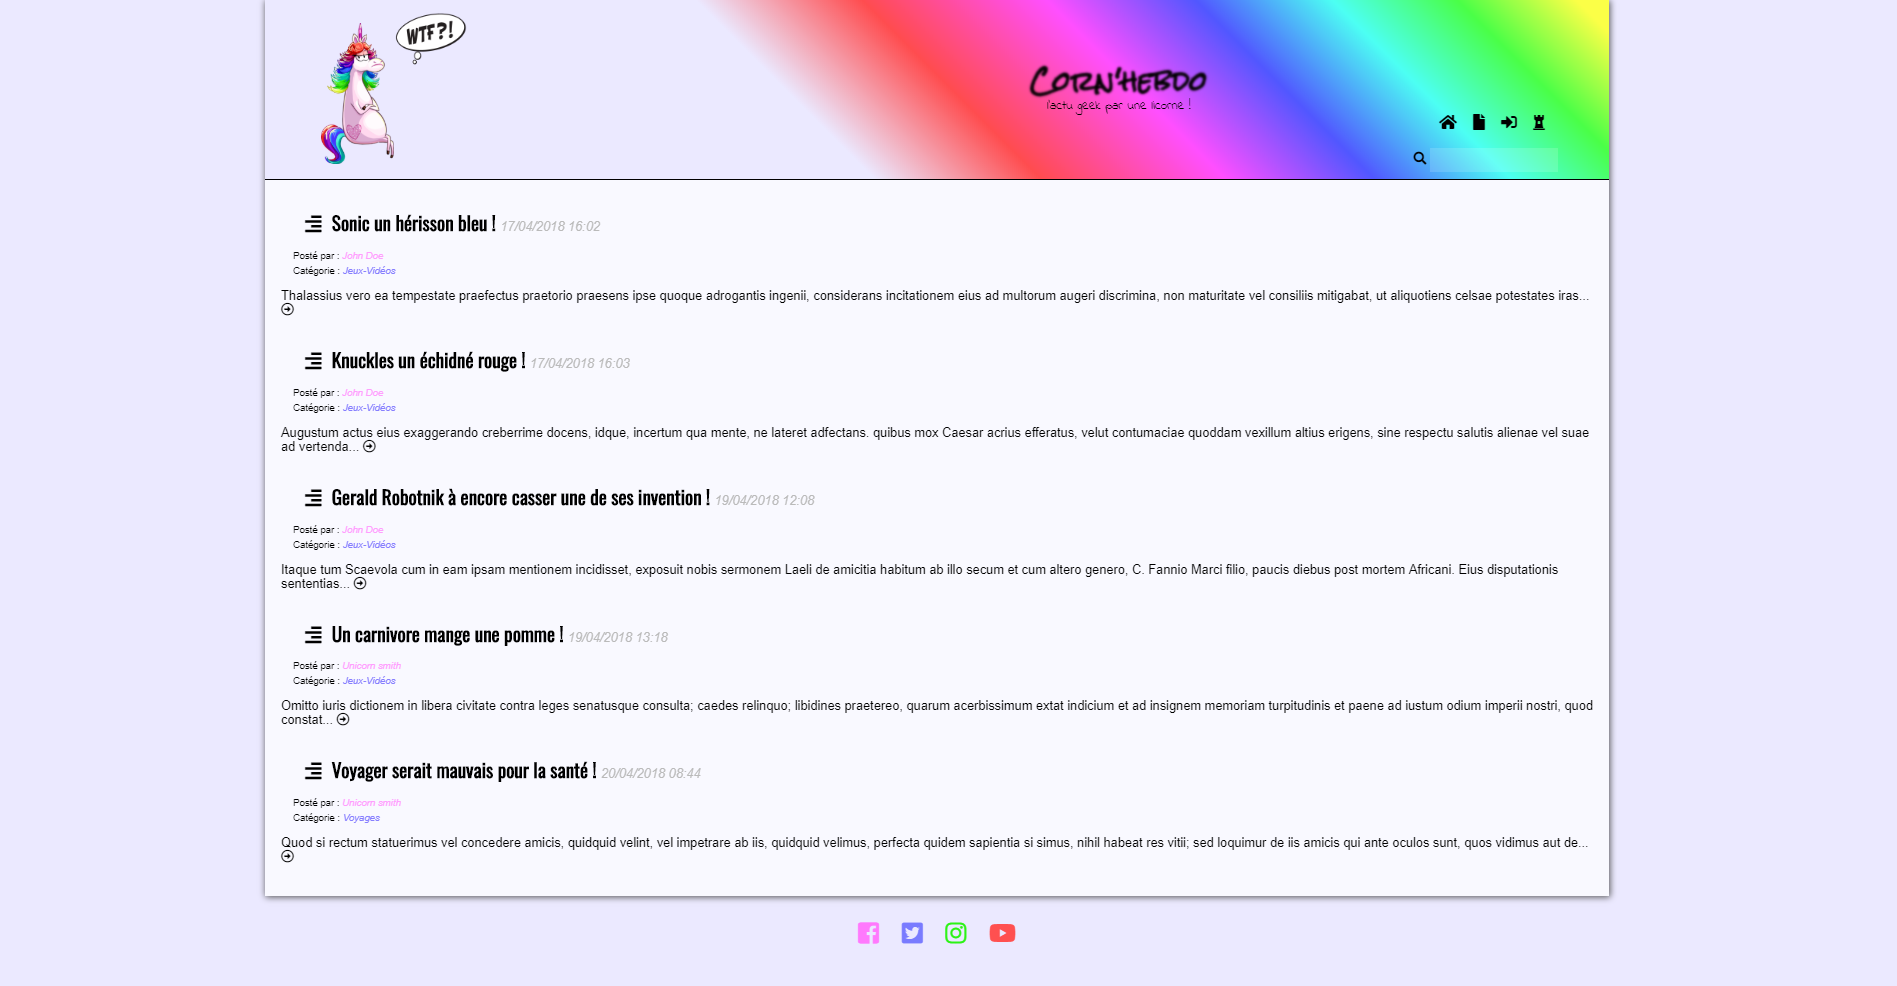 WTF?!
Corn'hebdo
l'actu geek par une licorne !
Sonic un hérisson bleu ! 17/04/2018 16:02
Posté par : John Doe
Catégorie : Jeux-Vidéos
Thalassius vero ea tempestate praefectus praetorio praesens ipse quoque adrogantis ingenii, considerans incitationem eius ad multorum augeri discrimina, non maturitate vel consiliis mitigabat, ut aliquotiens celsae potestates iras...
Knuckles un échidné rouge ! 17/04/2018 16:03
Posté par : John Doe
Catégorie : Jeux-Vidéos
Augustum actus eius exaggerando creberrime docens, idque, incertum qua mente, ne lateret adfectans. quibus mox Caesar acrius efferatus, velut contumaciae quoddam vexillum altius erigens, sine respectu salutis alienae vel suae
ad vertenda...
Gerald Robotnik à encore casser une de ses invention ! 19/04/2018 12:08
Posté par : John Doe
Catégorie : Jeux-Vidéos
Itaque tum Scaevola cum in eam ipsam mentionem incidisset, exposuit nobis sermonem Laeli de amicitia habitum ab illo secum et cum altero genero, C. Fannio Marci filio, paucis diebus post mortem Africani. Eius disputationis
sententias...
Un carnivore mange une pomme ! 19/04/2018 13:18
Posté par : Unicorn smith
Catégorie : Jeux-Vidéos
Omitto iuris dictionem in libera civitate contra leges senatusque consulta; caedes relinquo; libidines praetereo, quarum acerbissimum extat indicium et ad insignem memoriam turpitudinis et paene ad iustum odium imperii nostri, quod
constat...
Voyager serait mauvais pour la santé ! 20/04/2018 08:44
Posté par : Unicorn smith
Catégorie : Voyages
Quod si rectum statuerimus vel concedere amicis, quidquid velint, vel impetrare ab iis, quidquid velimus, perfecta quidem sapientia si simus, nihil habeat res vitii; sed loquimur de iis amicis qui ante oculos sunt, quos vidimus aut de...